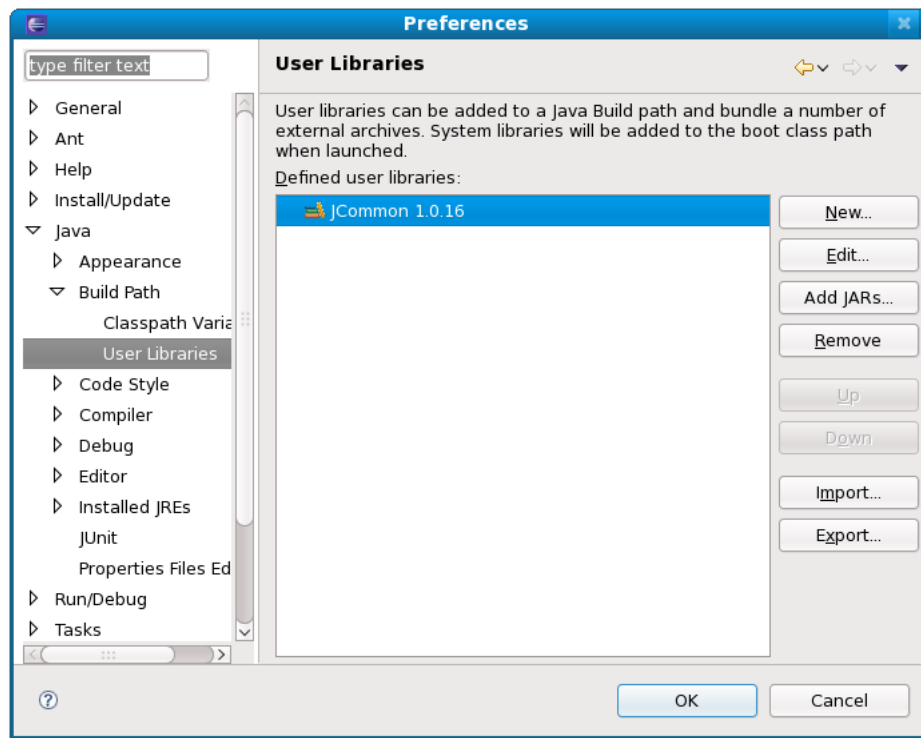 Preferences
type filter text
General
Ant
Help
Install/Update
Java
Appearance
Build Path
Classpath Varia
User Libraries
Code Style
Compiler
Debug
Editor
Installed JREs
JUnit
Properties Files Ed
Run/Debug
Tasks
User Libraries
User libraries can be added to a Java Build path and bundle a number of
external archives. System libraries will be added to the boot class path
when launched.
Defined user libraries:
JCommon 1.0.16
New...
Edit...
Add JARs...
Remove
Up
Down
Import...
Export...
OK
Cancel